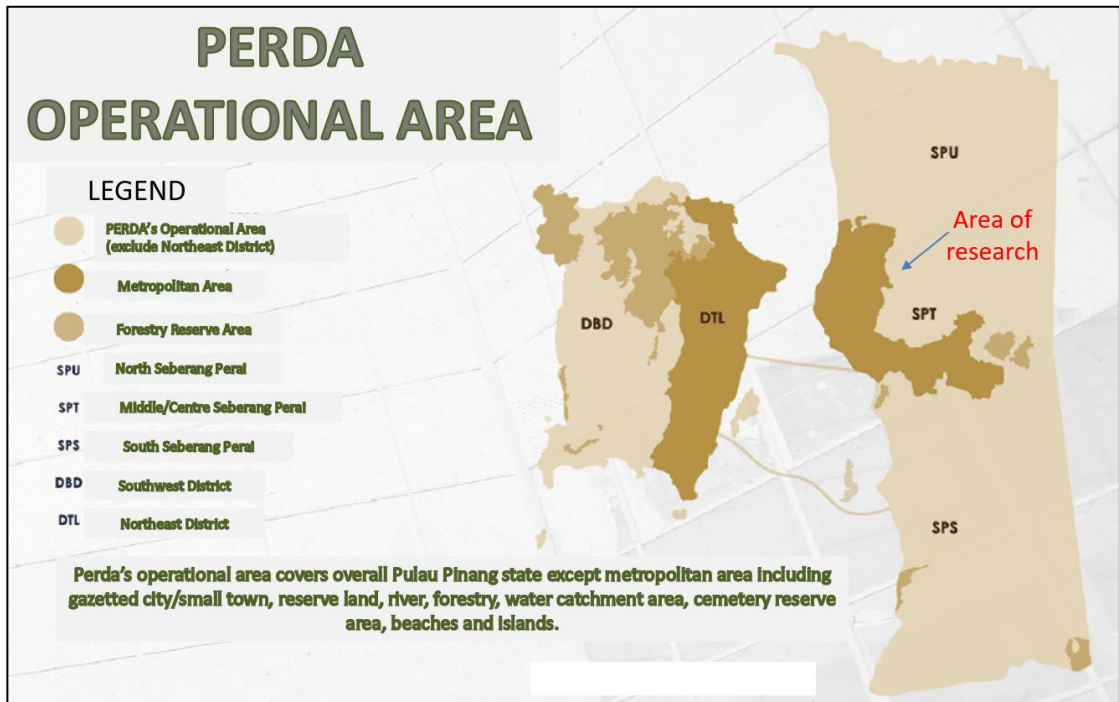 PERDA
OPERATIONAL AREA
LEGEND
PERDA's Operational Area
(exclude Northeast District)
Metropolitan Area
Forestry Reserve Area
SPU North Seberang Perai
SPT Middle/Centre Seberang Perai
SPS South Seberang Perai
DBD Southwest District
DTL Northeast District
SPU
Area of
research
DBD
DTL
SPT
SPS
Perda's operational area covers overall Pulau Pinang state except metropolitan area including
gazetted city/small town, reserve land, river, forestry, water catchment area, cemetery reserve
area, beaches and islands.